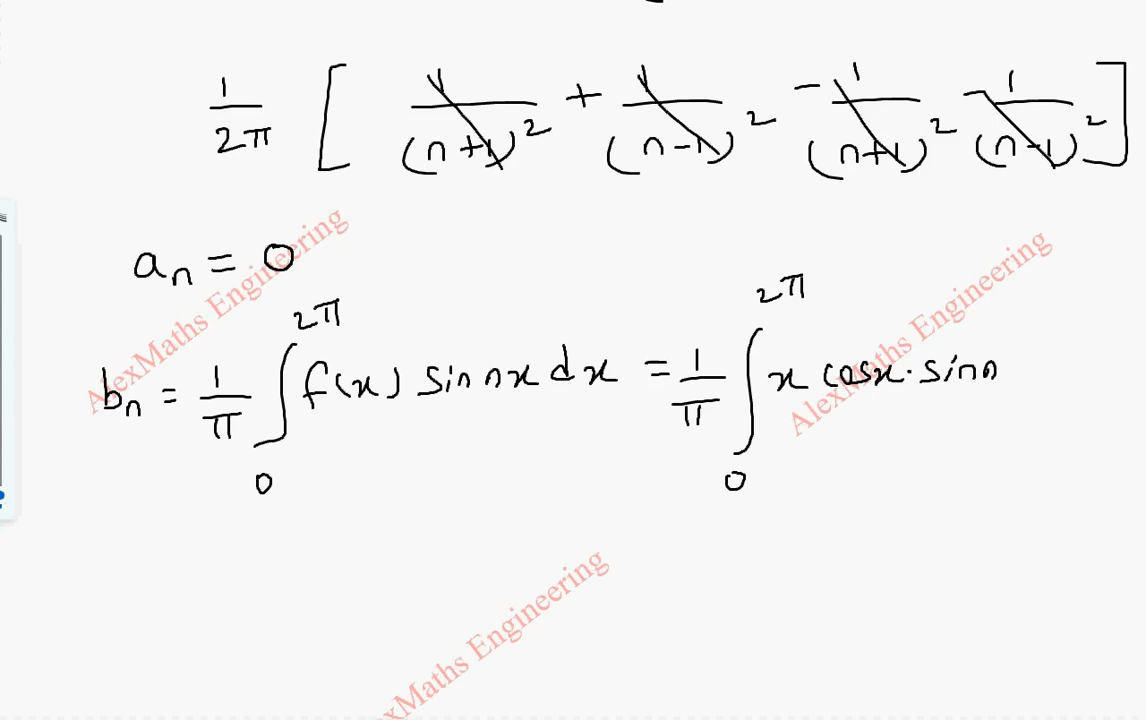 1/2π [ 1/(n+1)² + 1/(n-1)² - 1/(n+1)² - 1/(n-1)² ]
aₙ = 0
bₙ = 1/π ∫₀^2π f(x) sin nx dx = 1/π ∫₀^2π x cosx · sin n
AlexMaths Engineering
AlexMaths Engineering
AlexMaths Engineering